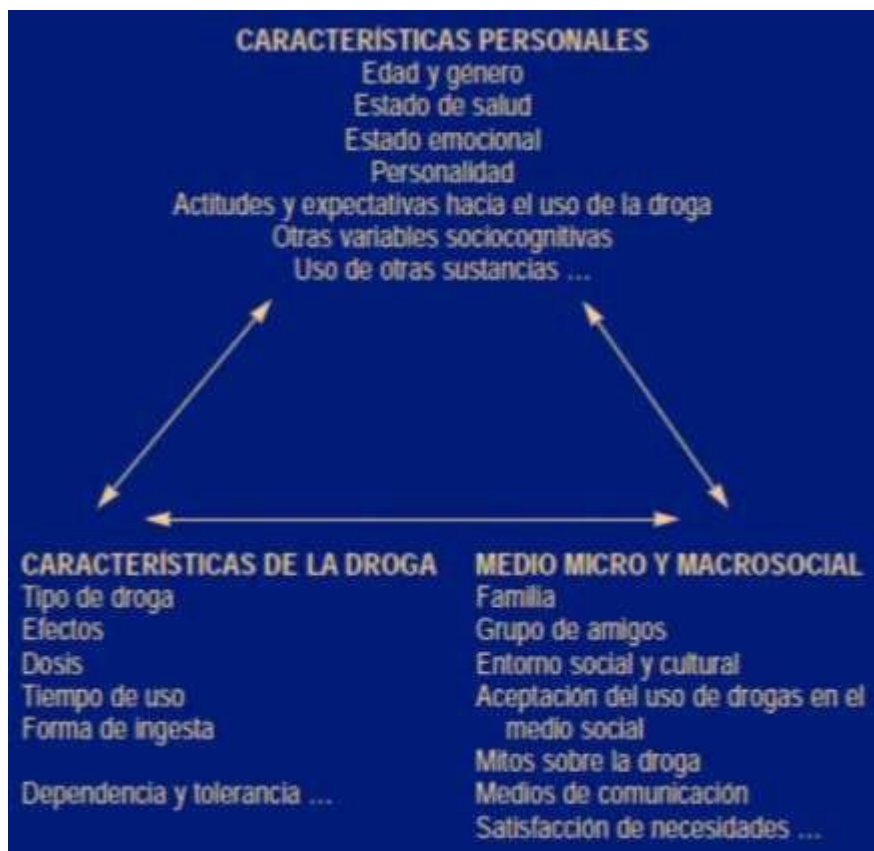 CARACTERÍSTICAS PERSONALES
Edad y género
Estado de salud
Estado emocional
Personalidad
Actitudes y expectativas hacia el uso de la droga
Otras variables sociocognitivas
Uso de otras sustancias ...
CARACTERÍSTICAS DE LA DROGA
Tipo de droga
Efectos
Dosis
Tiempo de uso
Forma de ingesta
Dependencia y tolerancia ...
MEDIO MICRO Y MACROSOCIAL
Familia
Grupo de amigos
Entorno social y cultural
Aceptación del uso de drogas en el
medio social
Mitos sobre la droga
Medios de comunicación
Satisfacción de necesidades ...